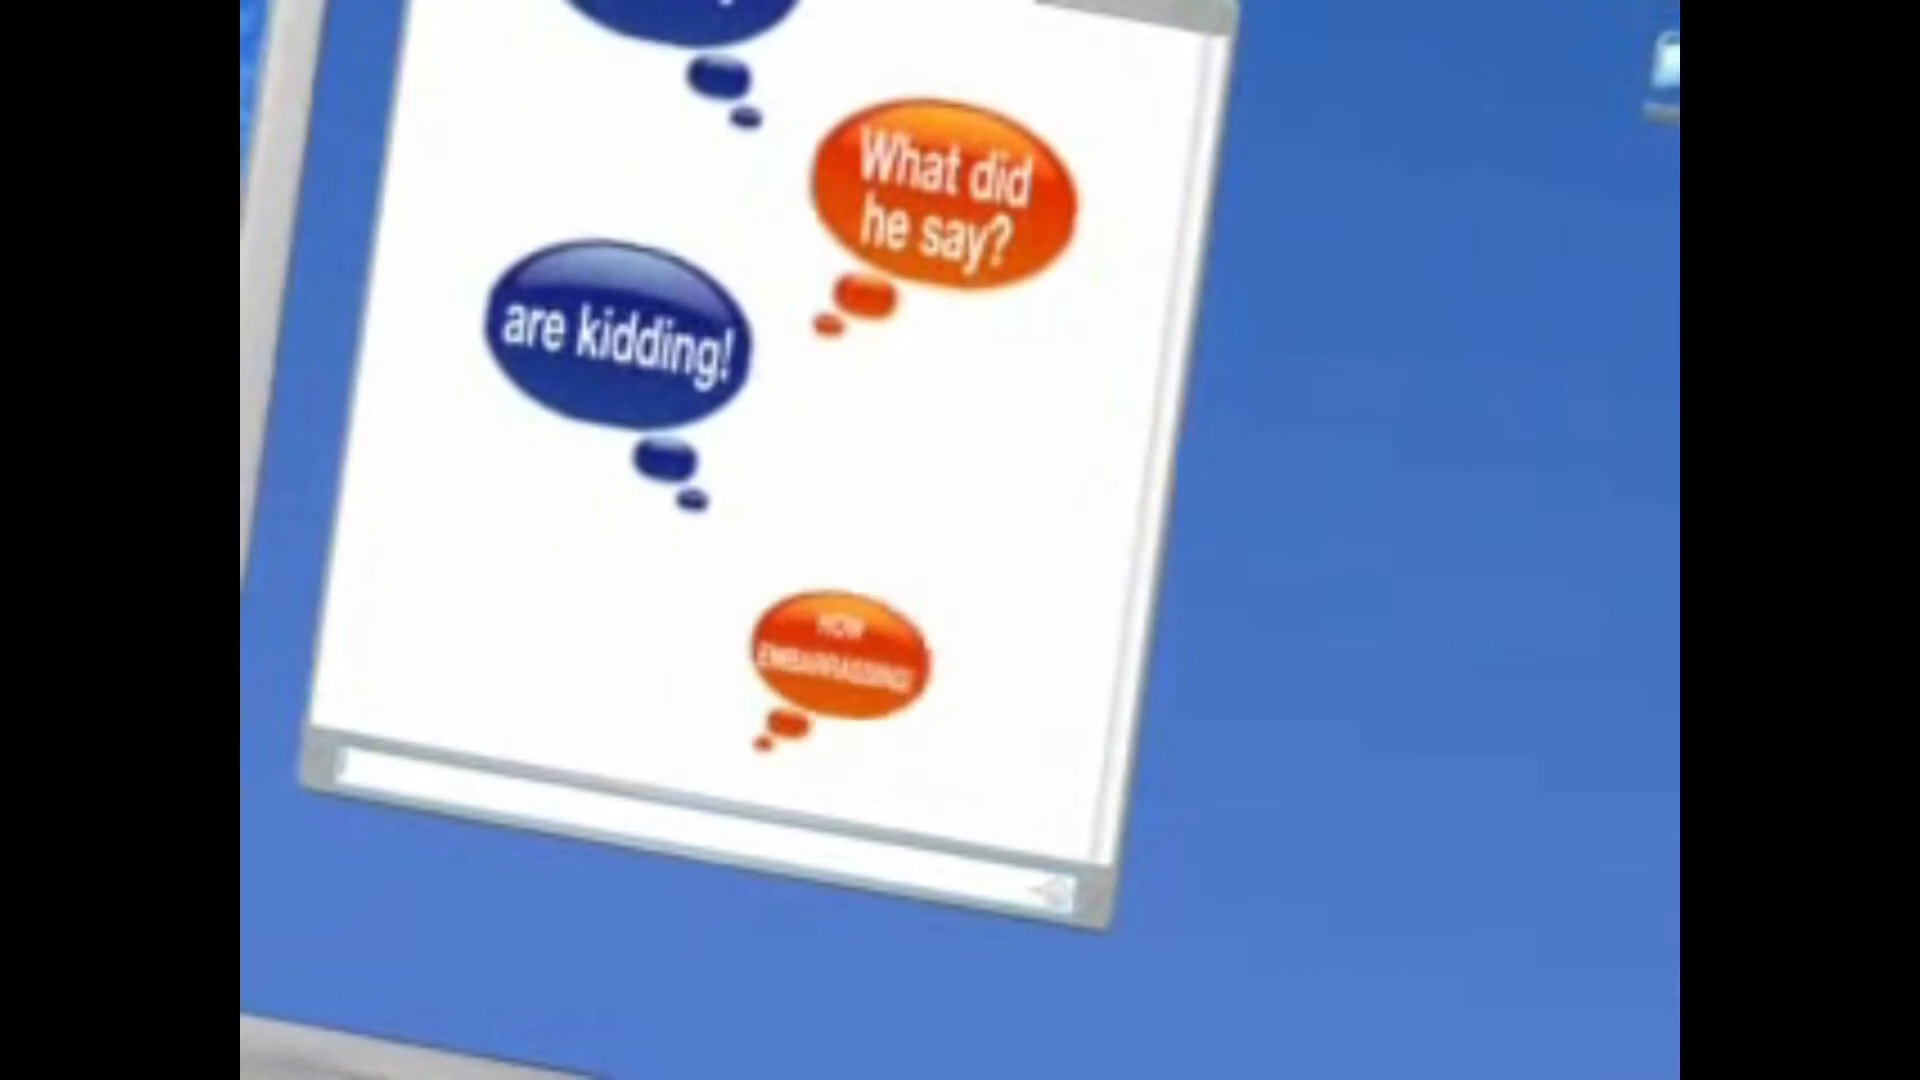 What did
he say?
are kidding!
HOW
EMBARRASSING!